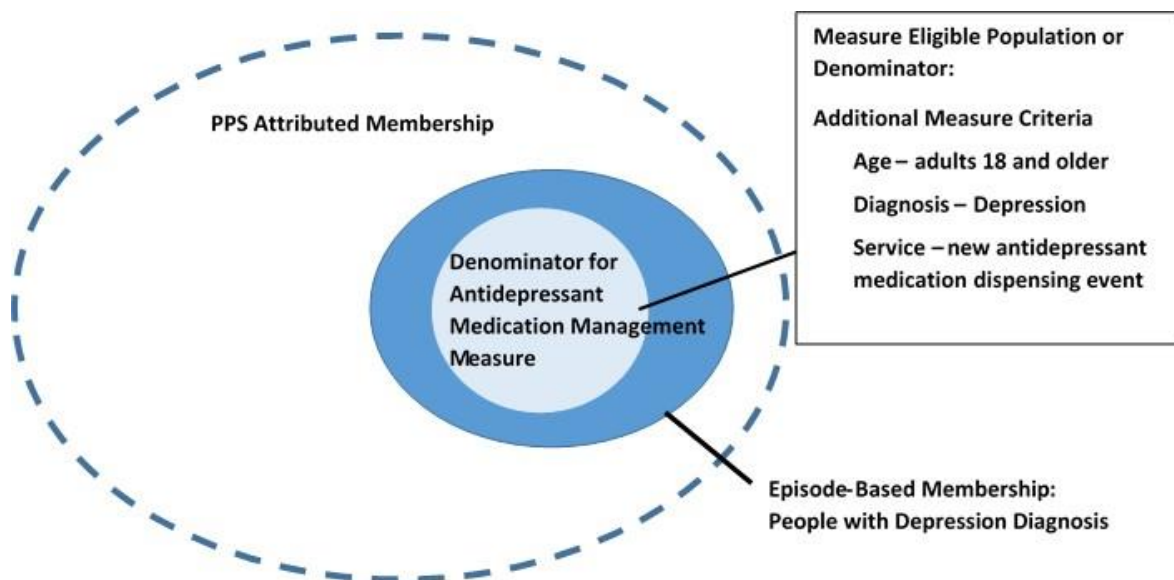 PPS Attributed Membership
Denominator for
Antidepressant
Medication Management
Measure
Measure Eligible Population or
Denominator:
Additional Measure Criteria
Age – adults 18 and older
Diagnosis – Depression
Service – new antidepressant
medication dispensing event
Episode-Based Membership:
People with Depression Diagnosis